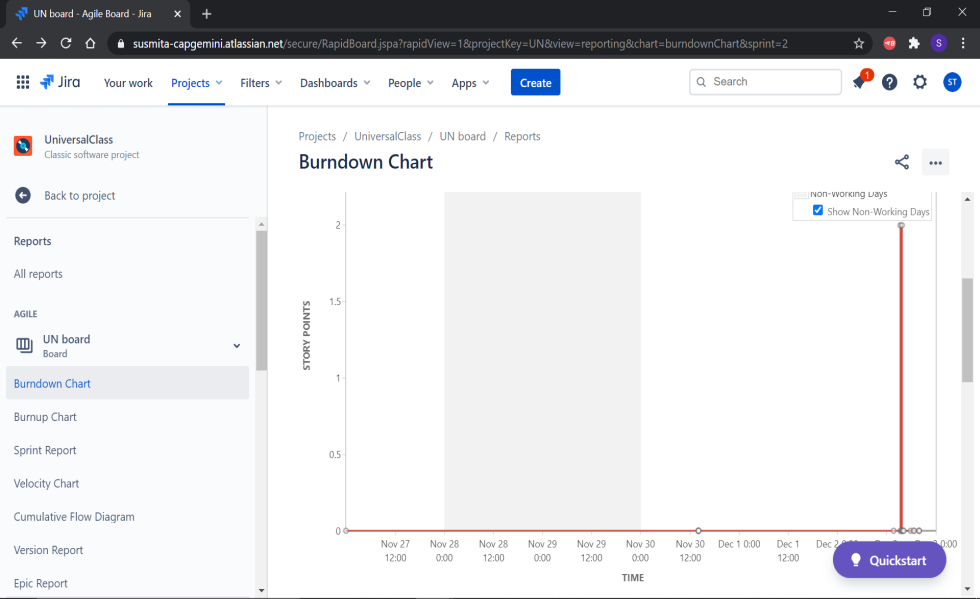 UN board - Agile Board - Jira
susmita-capgemini.atlassian.net/secure/RapidBoard.jspa?rapidView=1&projectKey=UN&view=reporting&chart=burndownChart&sprint=2
S
Jira Your work Projects Filters Dashboards People Apps Create Search 1 ST
UniversalClass
Classic software project
Back to project
Reports
All reports
AGILE
UN board
Board
Burndown Chart
Burnup Chart
Sprint Report
Velocity Chart
Cumulative Flow Diagram
Version Report
Epic Report
Projects / UniversalClass / UN board / Reports
Burndown Chart
Non-Working Days
Show Non-Working Days
STORY POINTS
2
1.5
1
0.5
0
Nov 27 12:00
Nov 28 0:00
Nov 28 12:00
Nov 29 0:00
Nov 29 12:00
Nov 30 0:00
Nov 30 12:00
Dec 1 0:00
Dec 1 12:00
Dec 2
0:00
TIME
Quickstart